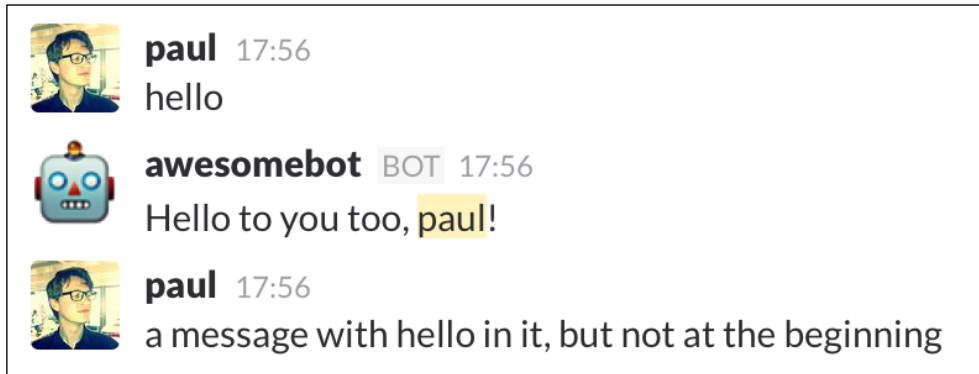 paul 17:56
hello
awesomebot BOT 17:56
Hello to you too, paul!
paul 17:56
a message with hello in it, but not at the beginning